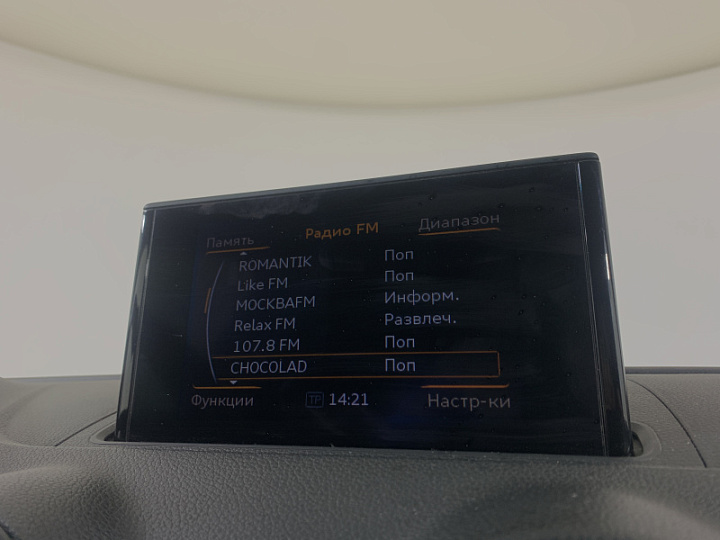 Память Радио FM Диапазон
ROMANTIK Поп
Like FM Поп
МОСКВАFM Информ.
Relax FM Развлеч.
107.8 FM Поп
CHOCOLAD Поп
Функции TP 14:21 Настр-ки